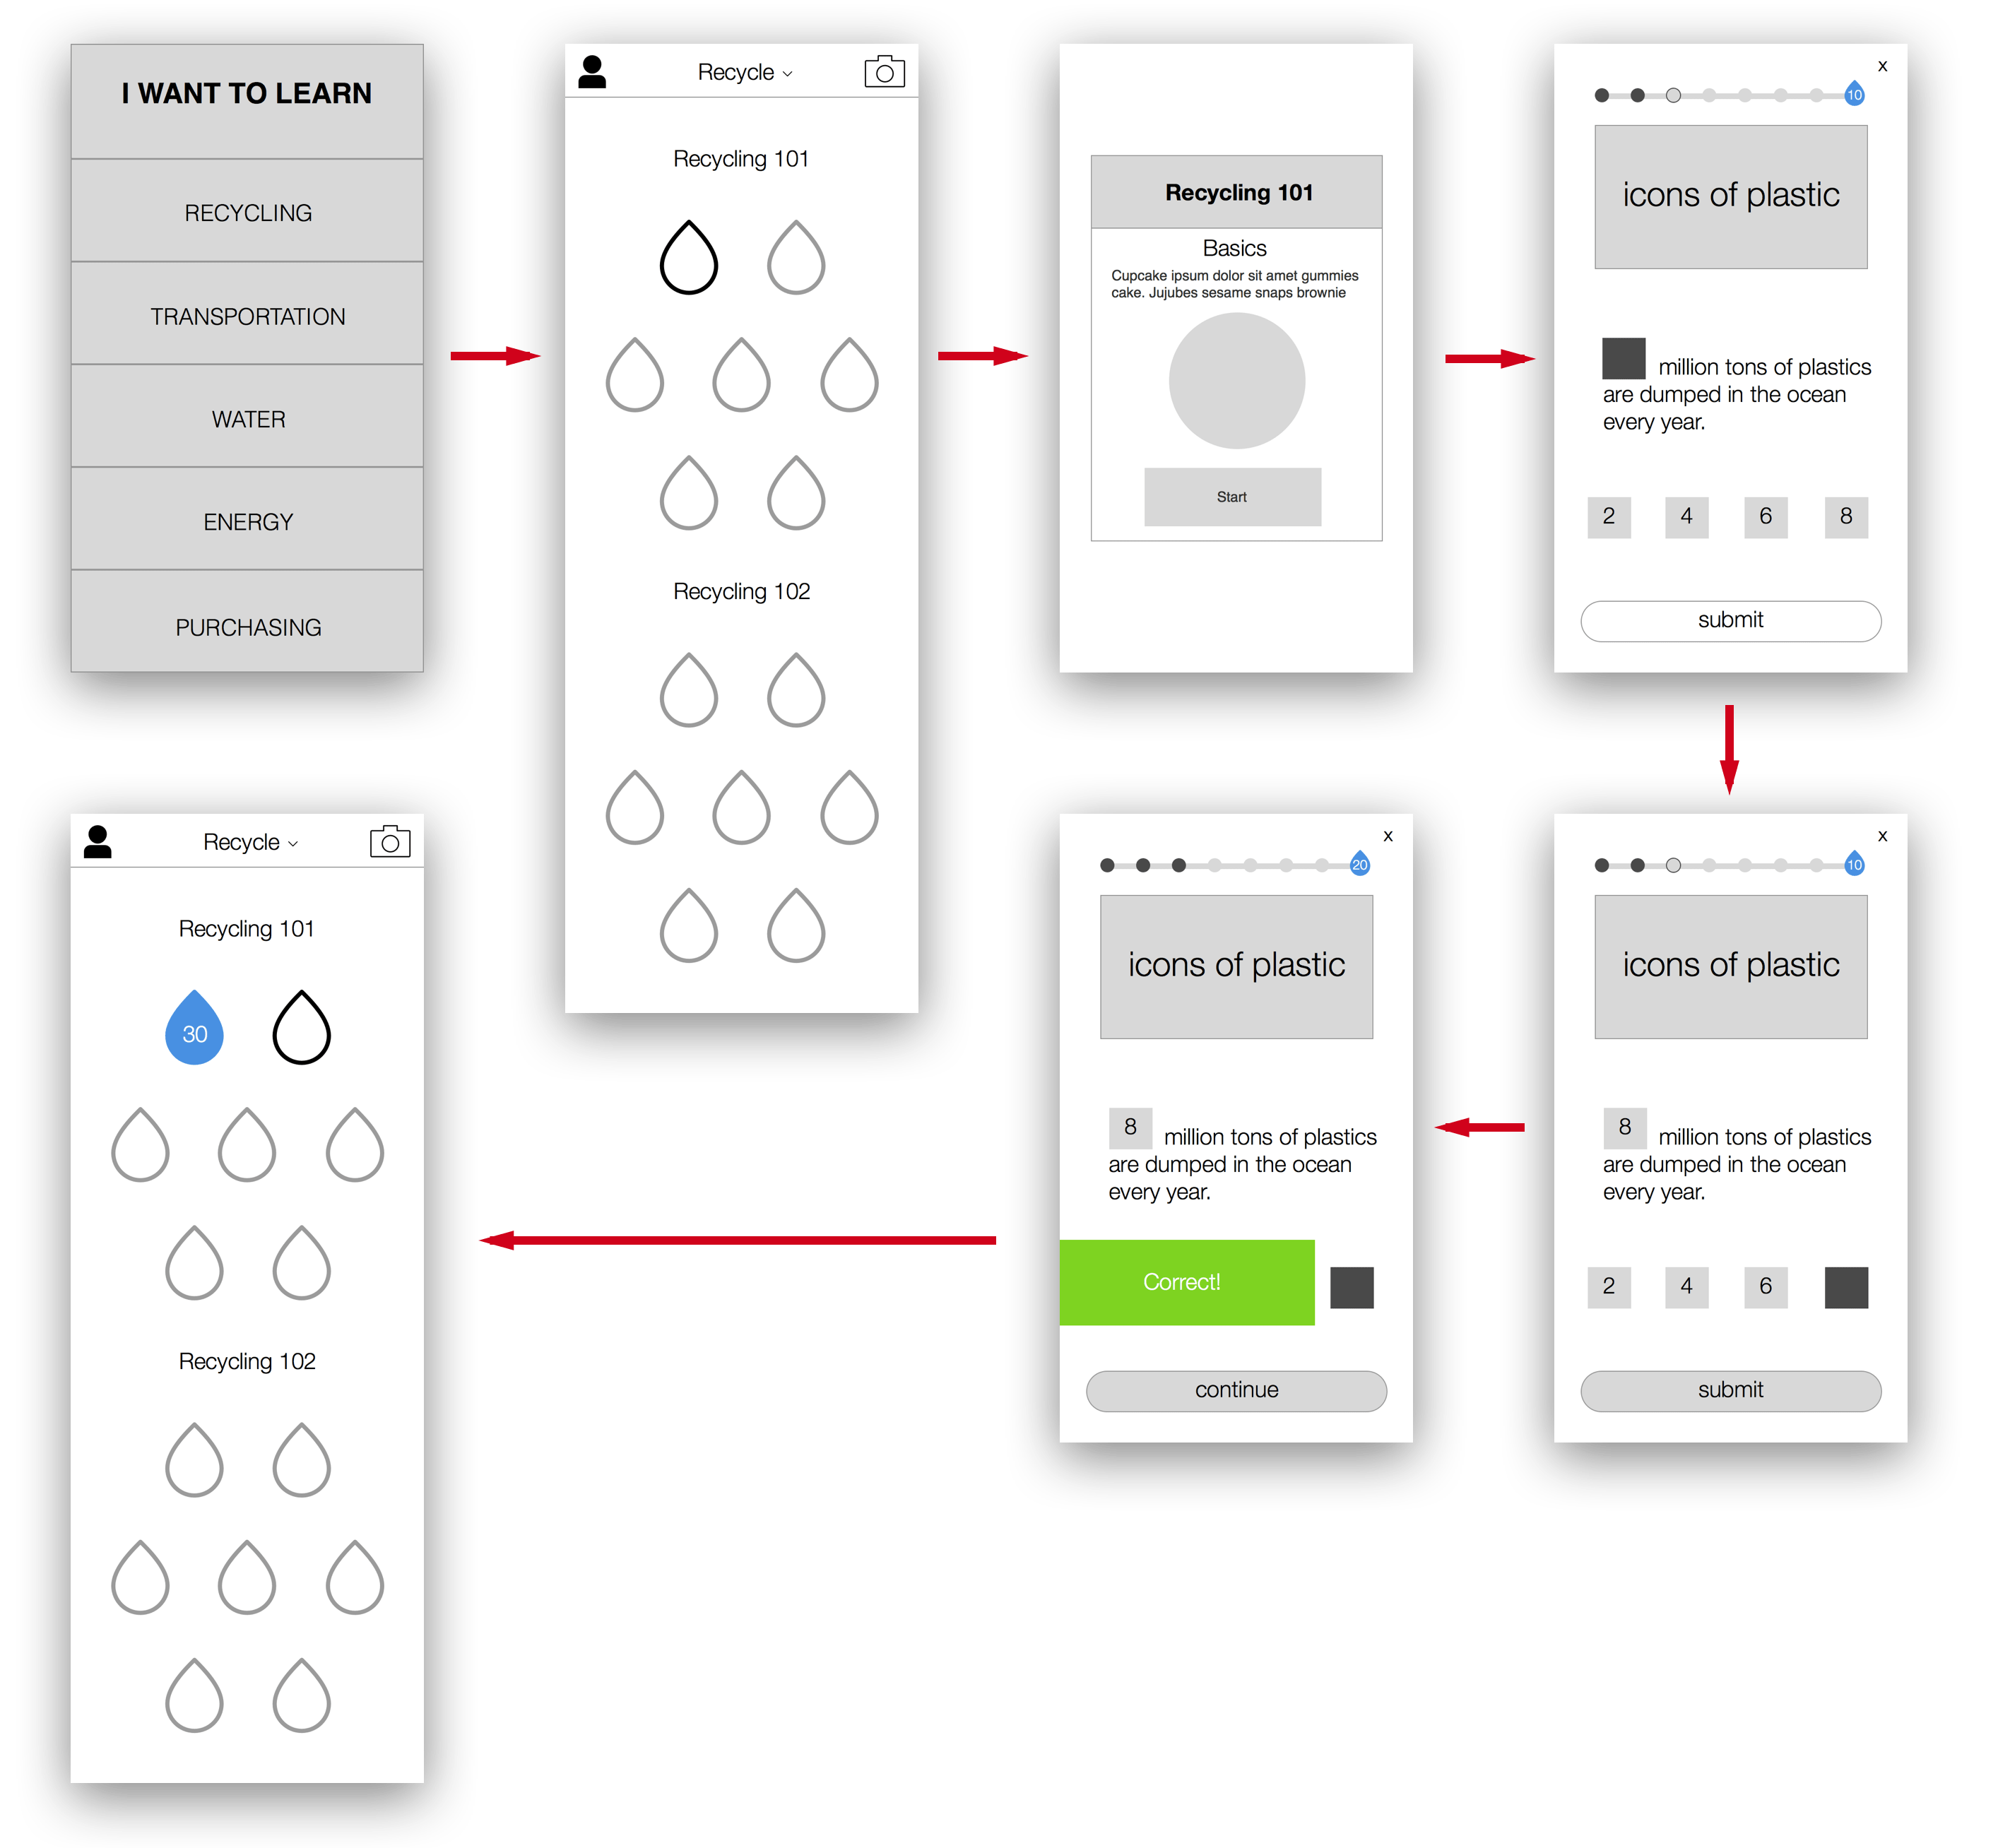 I WANT TO LEARN
RECYCLING
TRANSPORTATION
WATER
ENERGY
PURCHASING
Recycle
Recycling 101
Recycling 102
Recycling 101
Basics
Cupcake ipsum dolor sit amet gummies
cake. Jujubes sesame snaps brownie
Start
x
10
icons of plastic
million tons of plastics
are dumped in the ocean
every year.
2 4 6 8
submit
x
10
icons of plastic
8 million tons of plastics
are dumped in the ocean
every year.
2 4 6
submit
x
20
icons of plastic
8 million tons of plastics
are dumped in the ocean
every year.
Correct!
continue
Recycle
Recycling 101
30
Recycling 102